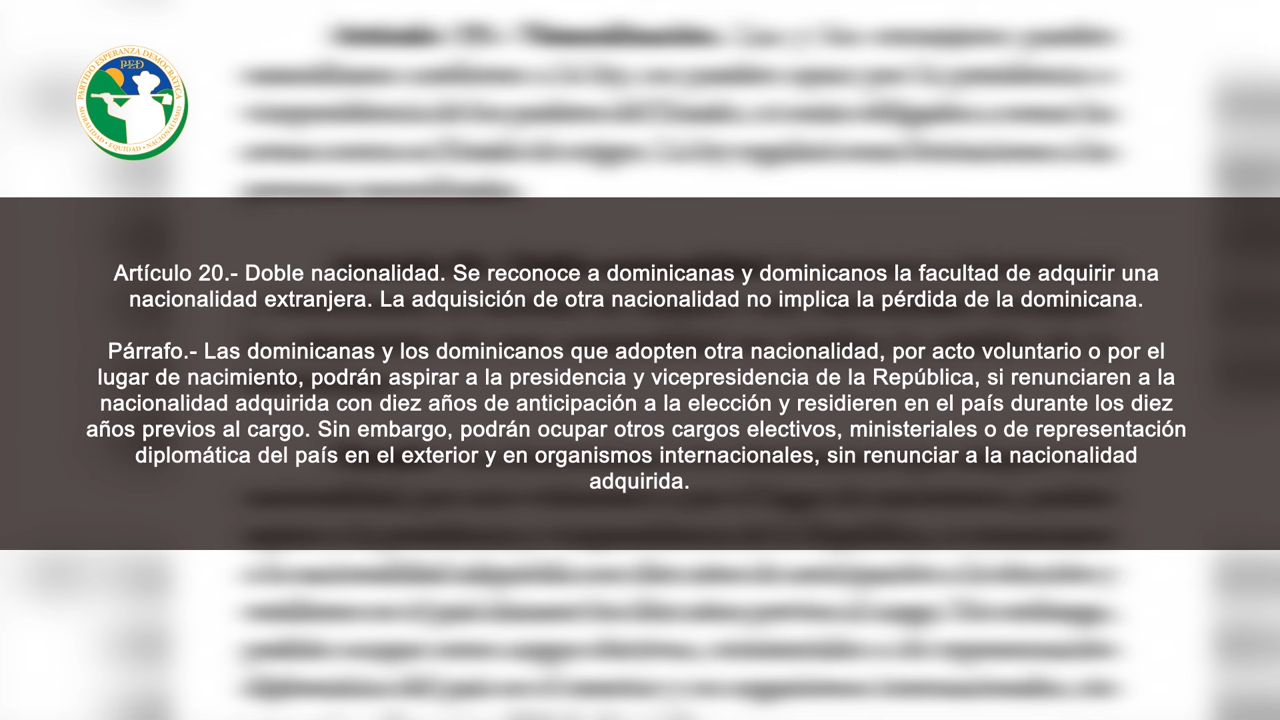 PARTIDO ESPERANZA DEMOCRATICA
PED
MORALIDAD • EQUIDAD • NACIONALISMO
Artículo 20.- Doble nacionalidad. Se reconoce a dominicanas y dominicanos la facultad de adquirir una
nacionalidad extranjera. La adquisición de otra nacionalidad no implica la pérdida de la dominicana.
Párrafo.- Las dominicanas y los dominicanos que adopten otra nacionalidad, por acto voluntario o por el
lugar de nacimiento, podrán aspirar a la presidencia y vicepresidencia de la República, si renunciaren a la
nacionalidad adquirida con diez años de anticipación a la elección y residieren en el país durante los diez
años previos al cargo. Sin embargo, podrán ocupar otros cargos electivos, ministeriales o de representación
diplomática del país en el exterior y en organismos internacionales, sin renunciar a la nacionalidad
adquirida.